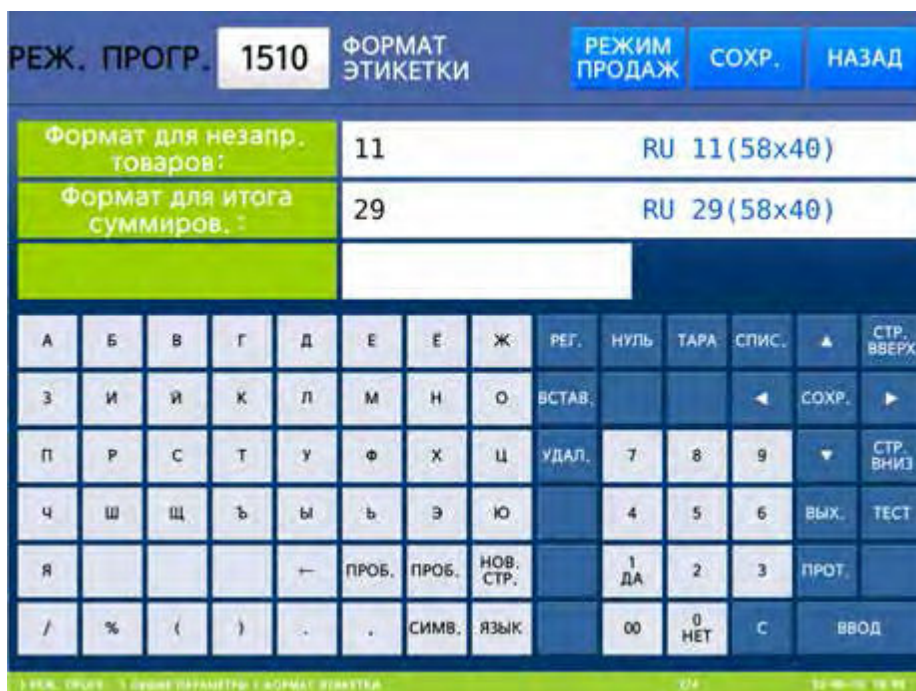 РЕЖ. ПРОГР. 1510 ФОРМАТ ЭТИКЕТКИ РЕЖИМ ПРОДАЖ СОХР. НАЗАД
Формат для незапр. товаров: 11 RU 11(58x40)
Формат для итога суммиров. : 29 RU 29(58x40)
А Б В Г Д Е Ё Ж РЕГ. НУЛЬ ТАРА СПИС. ▲ СТР. ВВЕРХ
З И Й К Л М Н О ВСТАВ. ◄ СОХР. ►
П Р С Т У Ф Х Ц УДАЛ. 7 8 9 ▼ СТР. ВНИЗ
Ч Ш Щ Ъ Ы Ь Э Ю 4 5 6 ВЫХ. ТЕСТ
Я ← ПРОБ. ПРОБ. НОВ. СТР. 1 ДА 2 3 ПРОТ.
/ % ( ) . , СИМВ. ЯЗЫК 00 0 НЕТ C ВВОД